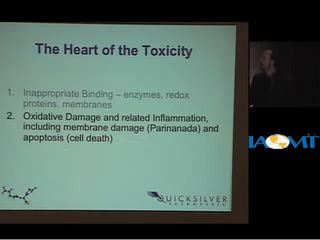 The Heart of the Toxicity
1. Inappropriate Binding – enzymes, redox
proteins, membranes
2. Oxidative Damage and related Inflammation,
including membrane damage (Parinanada) and
apoptosis (cell death)
QUICKSILVER
SCIENTIFIC
IAOMT